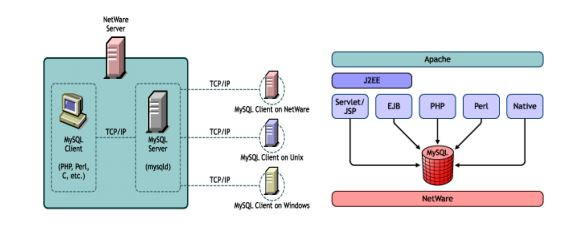 NetWare
Server
TCP/IP
MySQL Client on NetWare
MySQL
Client
(PHP, Perl,
C, etc.)
TCP/IP
MySQL
Server
(mysqld)
TCP/IP
MySQL Client on Unix
TCP/IP
MySQL Client on Windows
Apache
J2EE
Servlet/
JSP
EJB
PHP
Perl
Native
MySQL
NetWare